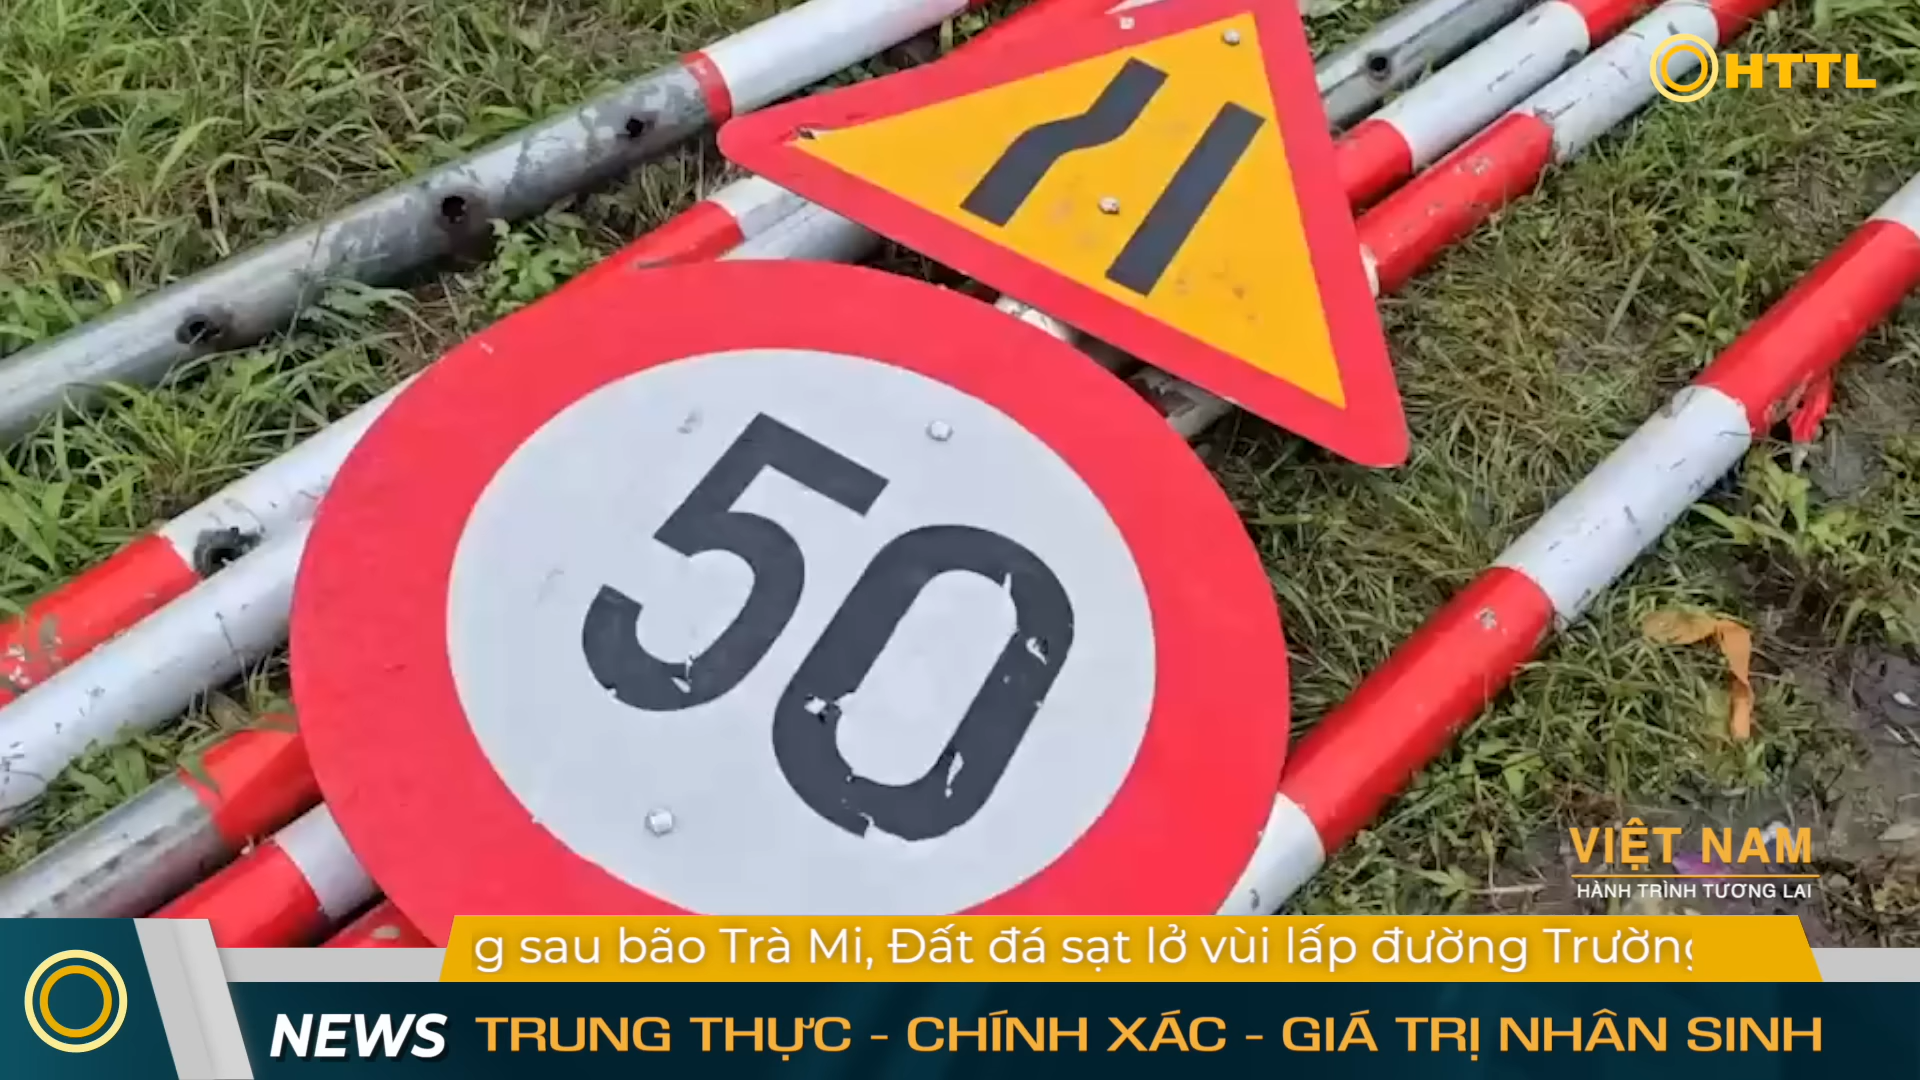 HTTL
50
VIỆT NAM
HÀNH TRÌNH TƯƠNG LAI
g sau bão Trà Mi, Đất đá sạt lở vùi lấp đường Trường
NEWS TRUNG THỰC - CHÍNH XÁC - GIÁ TRỊ NHÂN SINH